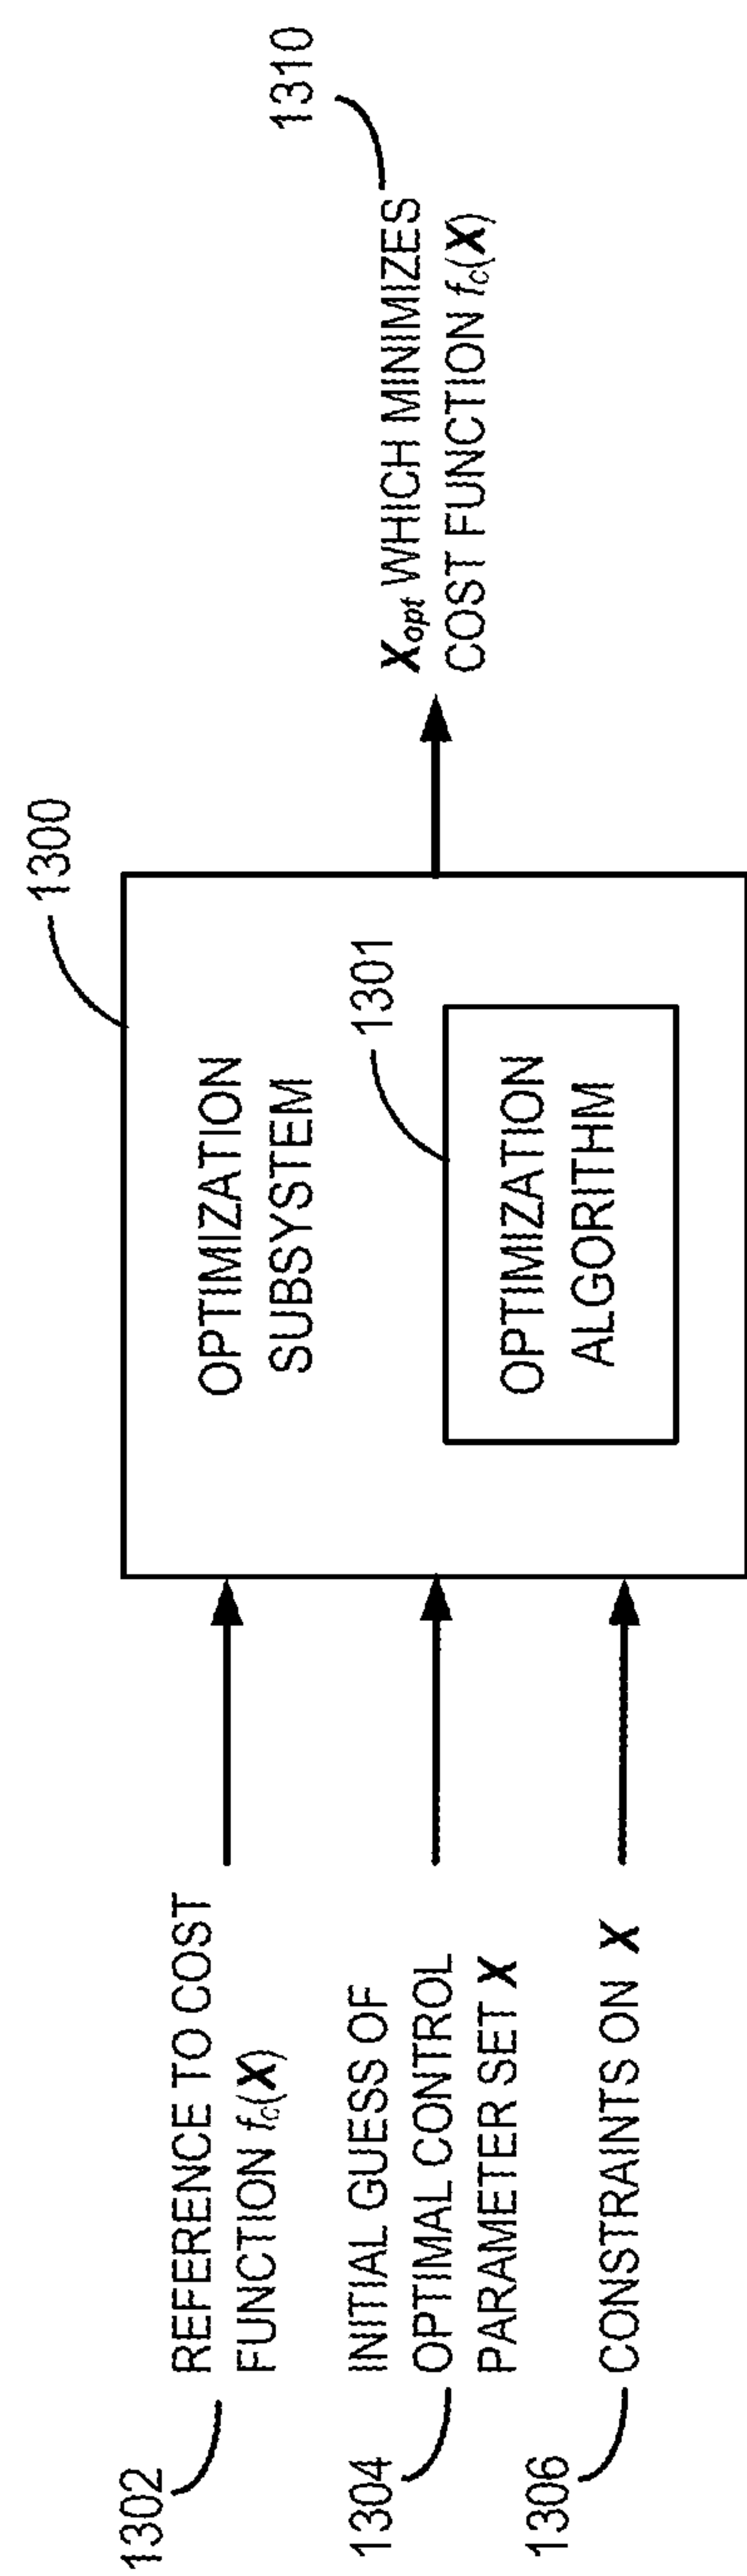 1302
REFERENCE TO COST
FUNCTION fc(X)
1304
INITIAL GUESS OF
OPTIMAL CONTROL
PARAMETER SET X
1306
CONSTRAINTS ON X
1300
OPTIMIZATION
SUBSYSTEM
1301
OPTIMIZATION
ALGORITHM
1310
Xopt WHICH MINIMIZES
COST FUNCTION fc(X)